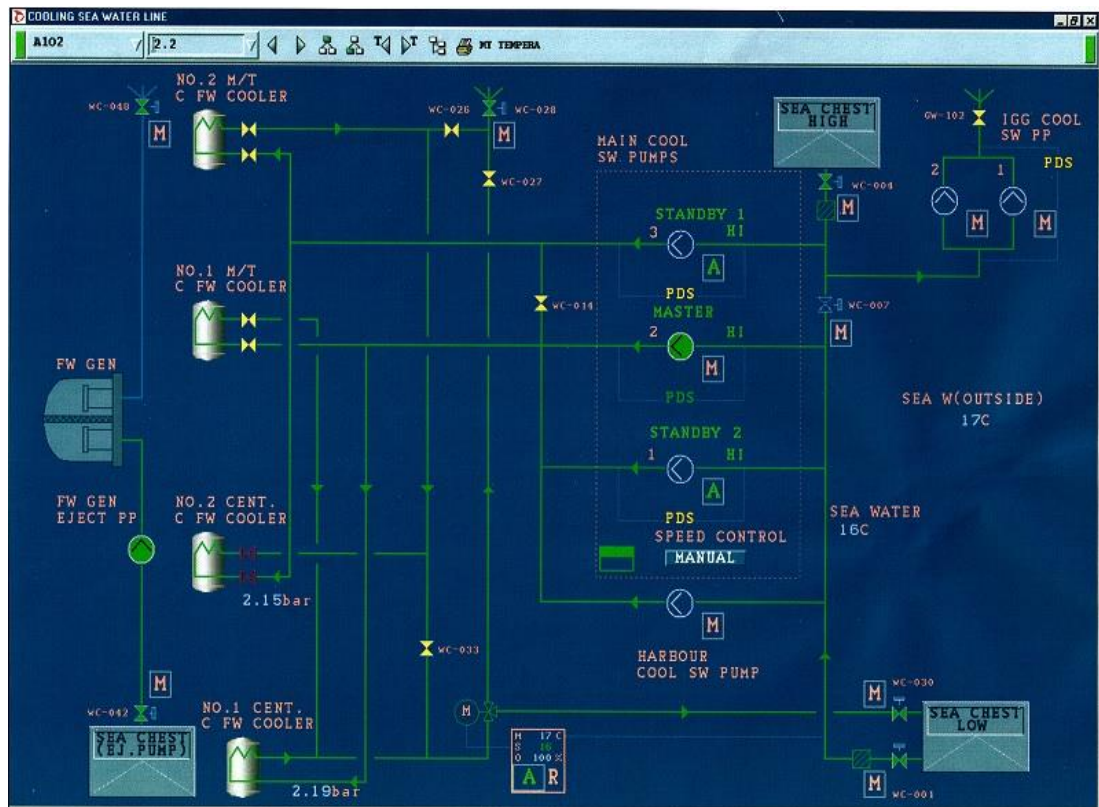 COOLING SEA WATER LINE
A102
2.2
MT TEMPERA
NO.2 M/T
C FW COOLER
WC-048
M
WC-026
WC-028
M
WC-027
SEA CHEST
HIGH
WC-004
M
GW-102
IGG COOL
SW PP
PDS
2
1
M
M
MAIN COOL
SW PUMPS
STANDBY 1
3
HI
A
PDS
NO.1 M/T
C FW COOLER
WC-014
MASTER
2
HI
M
PDS
WC-007
M
FW GEN
SEA W(OUTSIDE)
17C
STANDBY 2
1
HI
A
PDS
SPEED CONTROL
MANUAL
SEA WATER
16C
FW GEN
EJECT PP
NO.2 CENT.
C FW COOLER
2.15bar
M
HARBOUR
COOL SW PUMP
WC-033
M
WC-042
SEA CHEST
(EJ.PUMP)
NO.1 CENT.
C FW COOLER
2.19bar
M
M 17 C
S 16
O 100 %
A R
M
WC-030
SEA CHEST
LOW
M
WC-001